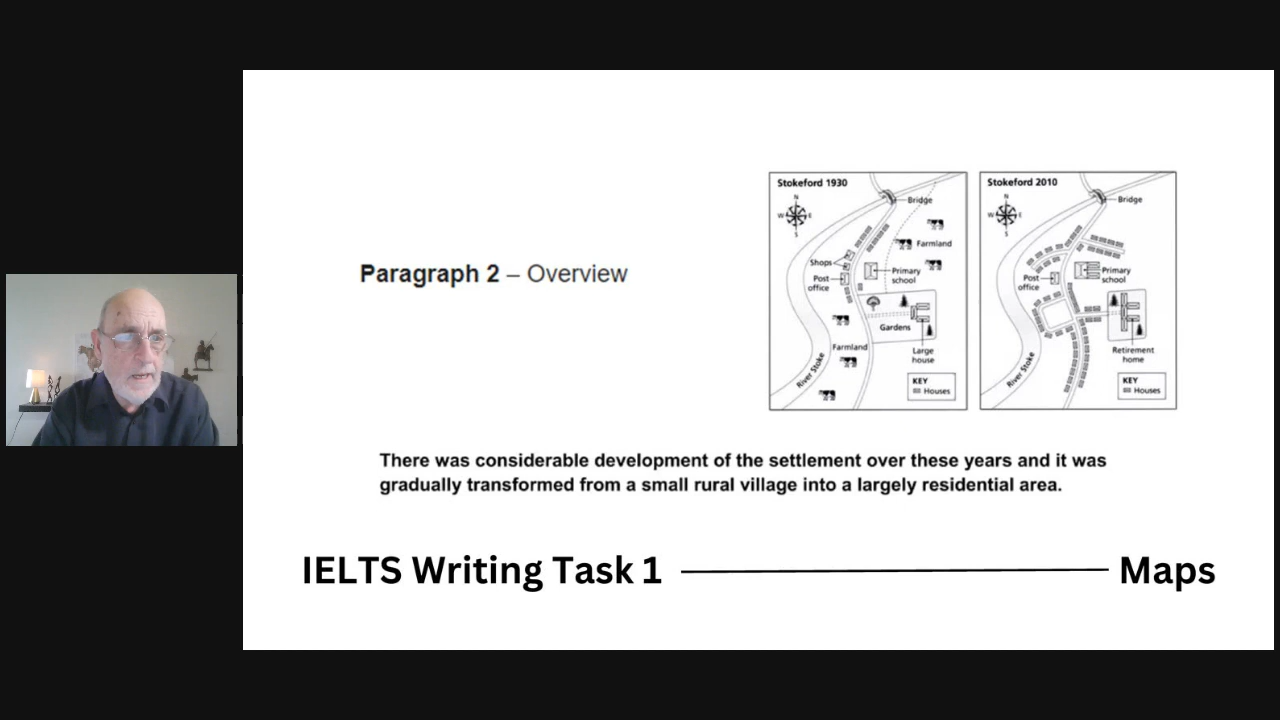 Stokeford 1930
N
W E
S
Bridge
Farmland
Shops
Primary
school
Post
office
Gardens
Farmland
Large
house
River Stoke
KEY
Houses
Stokeford 2010
N
W E
S
Bridge
Primary
school
Post
office
Retirement
home
River Stoke
KEY
Houses
Paragraph 2 – Overview
There was considerable development of the settlement over these years and it was
gradually transformed from a small rural village into a largely residential area.
IELTS Writing Task 1 Maps